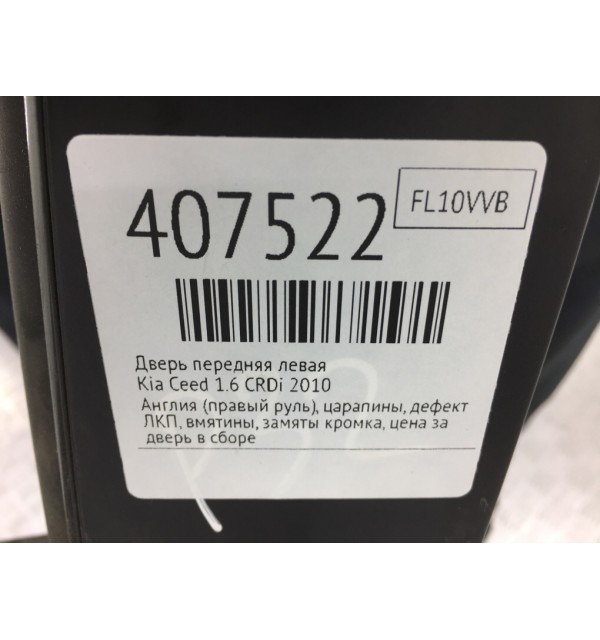 407522
FL10VVB
Дверь передняя левая
Kia Ceed 1.6 CRDi 2010
Англия (правый руль), царапины, дефект
ЛКП, вмятины, замяты кромка, цена за
дверь в сборе